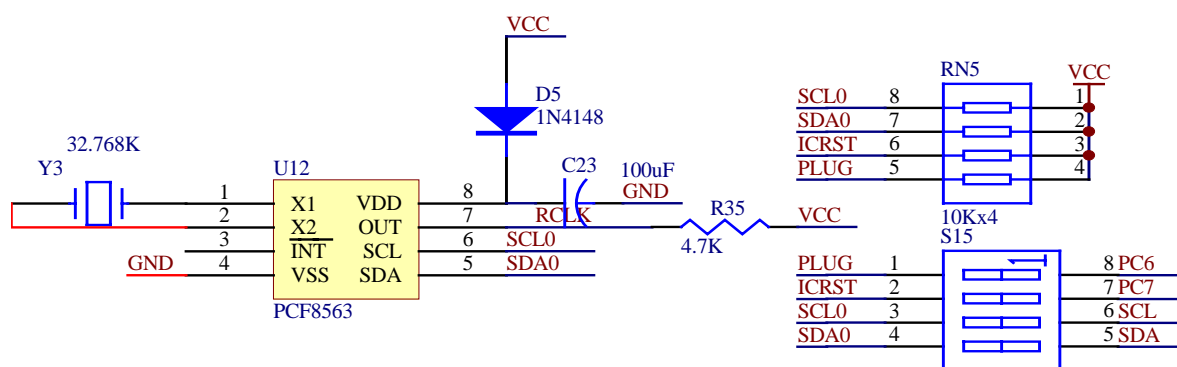 VCC
D5
1N4148
32.768K
Y3
U12
C23
100uF
GND
1 X1 VDD 8
2 X2 OUT 7 RCLK
3 INT SCL 6 SCL0
4 VSS SDA 5 SDA0
GND
PCF8563
R35
4.7K
VCC
RN5
VCC
SCL0 8 1
SDA0 7 2
ICRST 6 3
PLUG 5 4
10Kx4
S15
PLUG 1 8 PC6
ICRST 2 7 PC7
SCL0 3 6 SCL
SDA0 4 5 SDA